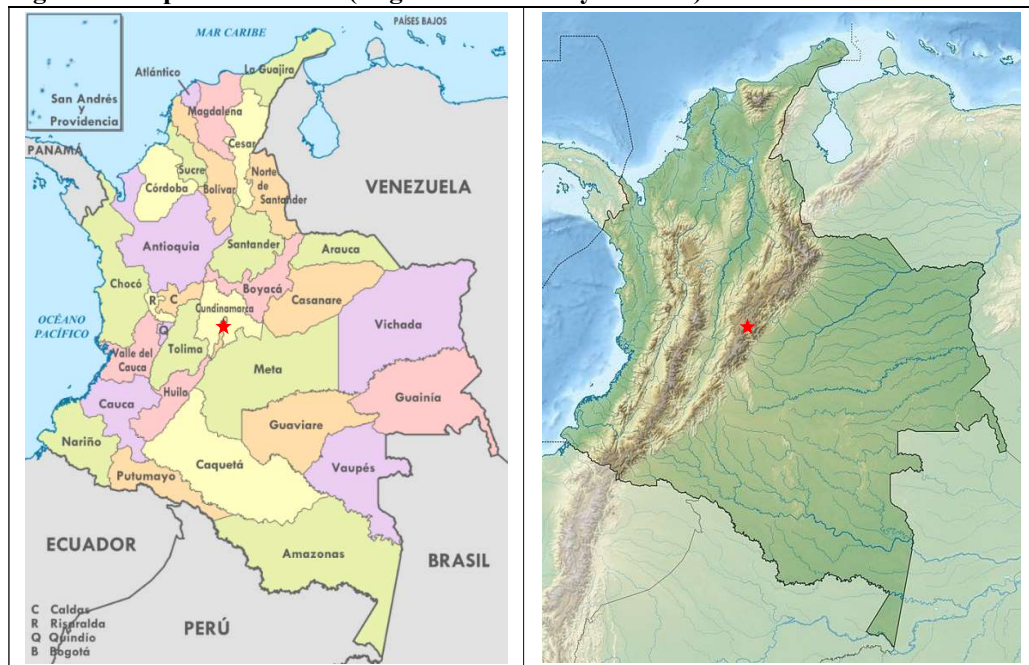 MAR CARIBE
PAÍSES BAJOS
Atlántico
La Guajira
San Andrés
y
Providencia
Magdalena
PANAMÁ
Cesar
Sucre
Norte
de
Santander
Córdoba
Bolívar
VENEZUELA
Antioquia
Santander
Arauca
Chocó
Boyacá
R
C
Casanare
Cundinamarca
OCÉANO
PACÍFICO
Q
Vichada
Tolima
Valle del
Cauca
Meta
Huila
Cauca
Guainía
Guaviare
Nariño
Caquetá
Vaupés
Putumayo
ECUADOR
Amazonas
BRASIL
C Caldas
R Risaralda
Q Quindío
B Bogotá
PERÚ